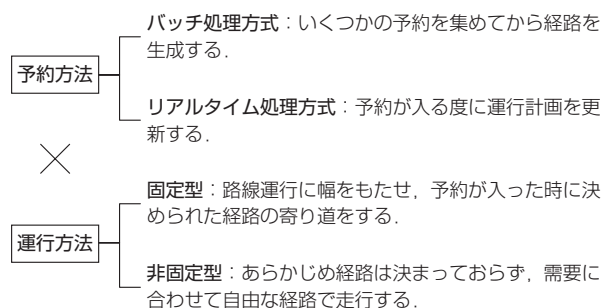 バッチ処理方式：いくつかの予約を集めてから経路を
生成する．
予約方法
リアルタイム処理方式：予約が入る度に運行計画を更
新する．
×
固定型：路線運行に幅をもたせ，予約が入った時に決
められた経路の寄り道をする．
運行方法
非固定型：あらかじめ経路は決まっておらず，需要に
合わせて自由な経路で走行する．